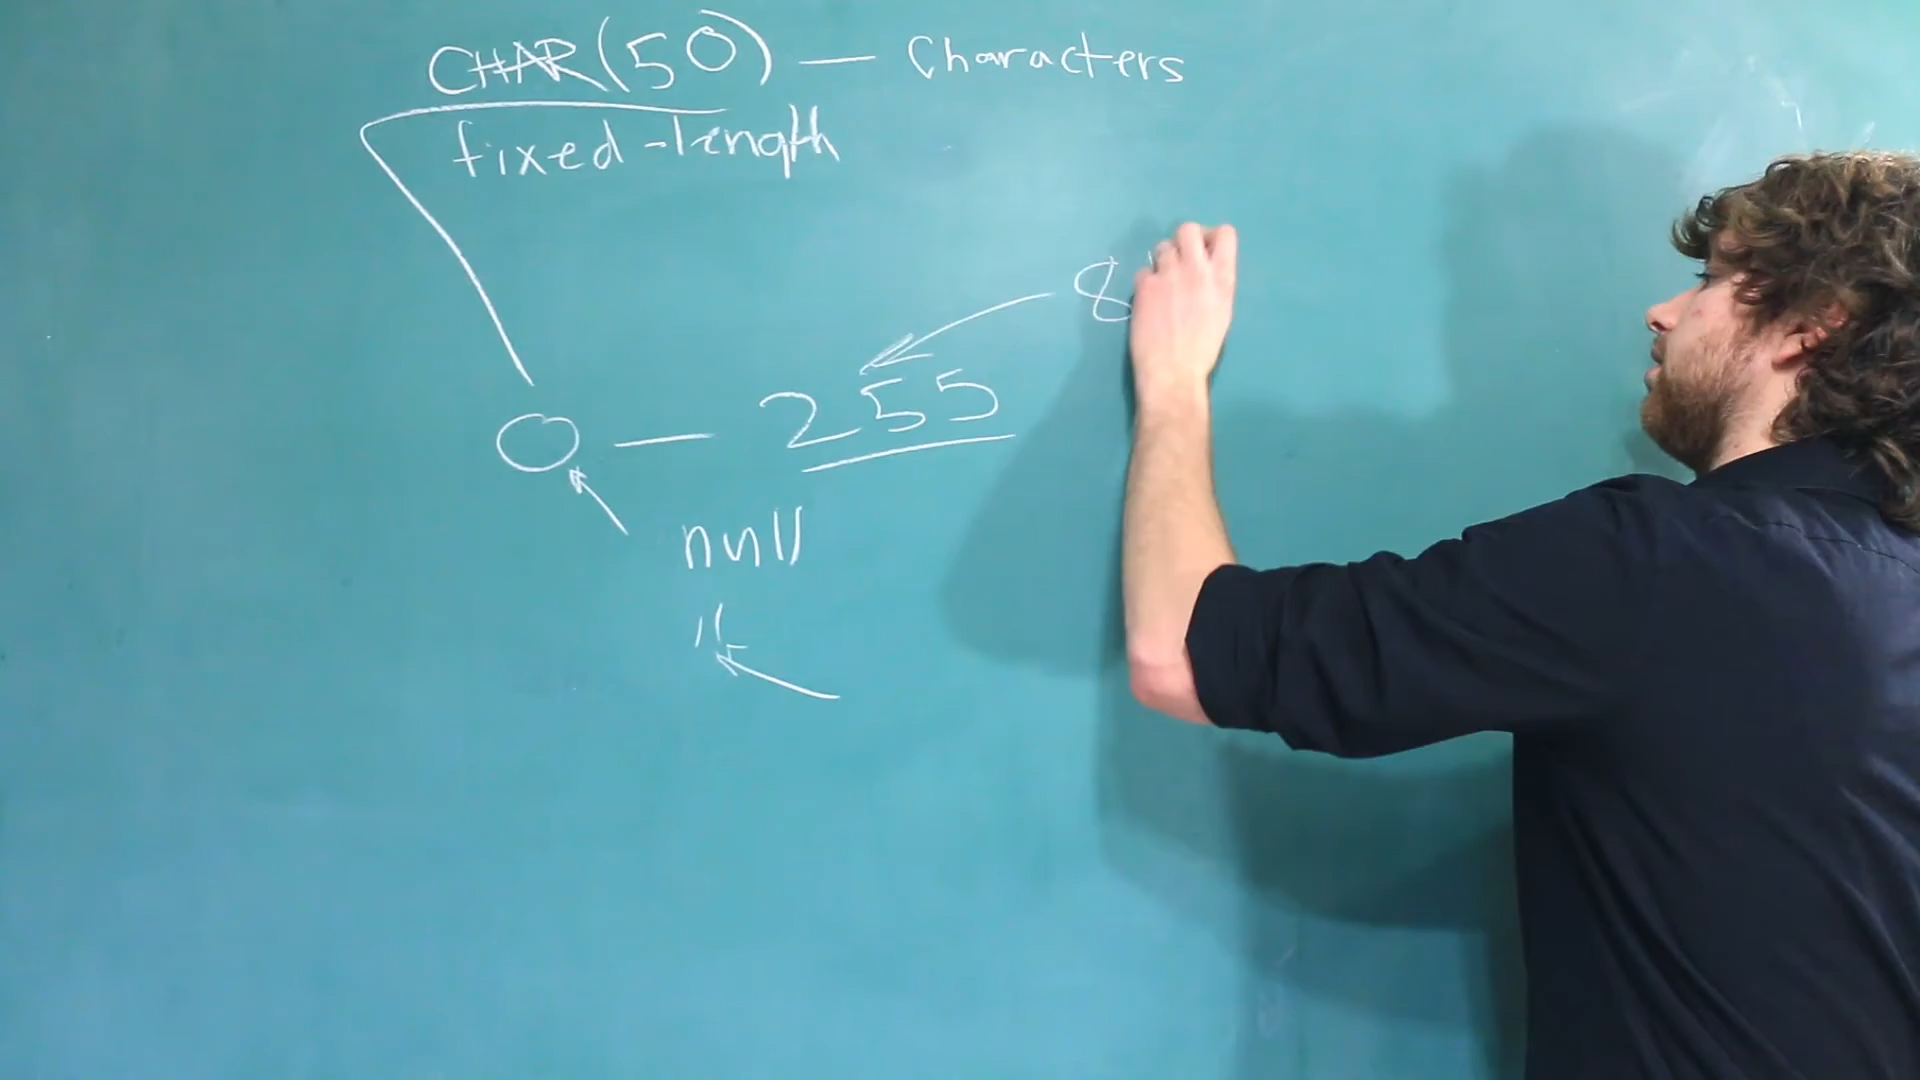 CHAR(50) — Characters
fixed-length
8
0 — 255
null